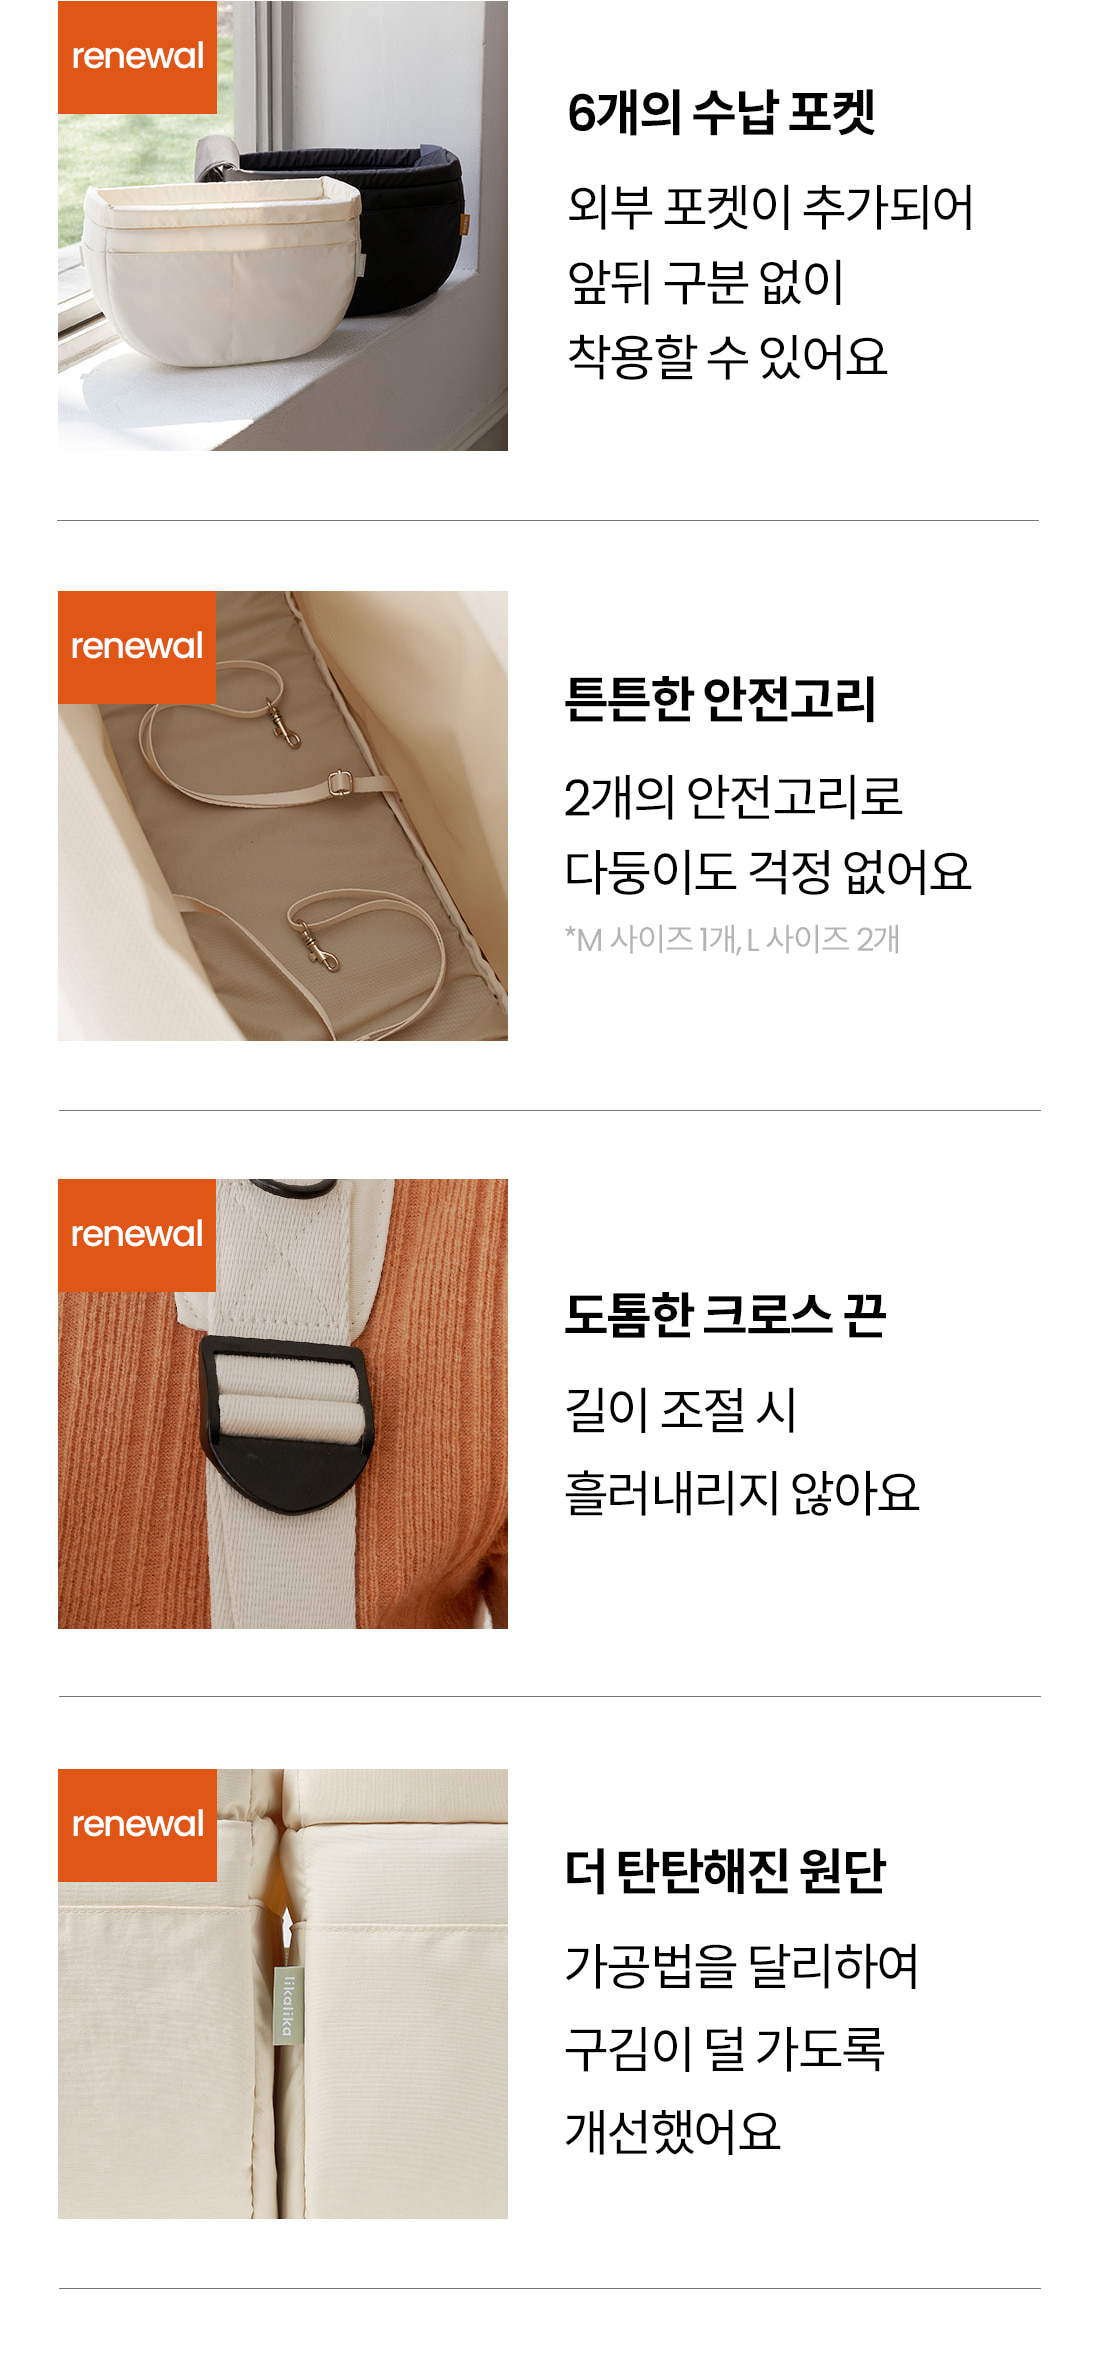 renewal
6개의 수납 포켓
외부 포켓이 추가되어
앞뒤 구분 없이
착용할 수 있어요
renewal
튼튼한 안전고리
2개의 안전고리로
다둥이도 걱정 없어요
*M 사이즈 1개, L 사이즈 2개
renewal
도톰한 크로스 끈
길이 조절 시
흘러내리지 않아요
renewal
더 탄탄해진 원단
가공법을 달리하여
구김이 덜 가도록
개선했어요
likalika